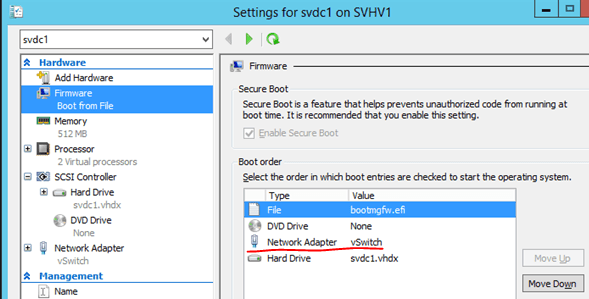 Settings for svdc1 on SVHV1
svdc1
Hardware
Add Hardware
Firmware
Boot from File
Memory
512 MB
Processor
2 Virtual processors
SCSI Controller
Hard Drive
svdc1.vhdx
DVD Drive
None
Network Adapter
vSwitch
Management
Name
Firmware
Secure Boot
Secure Boot is a feature that helps prevents unauthorized code from running at
boot time. It is recommended that you enable this setting.
Enable Secure Boot
Boot order
Select the order in which boot entries are checked to start the operating system.
Type Value
File bootmgfw.efi
DVD Drive None
Network Adapter vSwitch
Hard Drive svdc1.vhdx
Move Up
Move Down